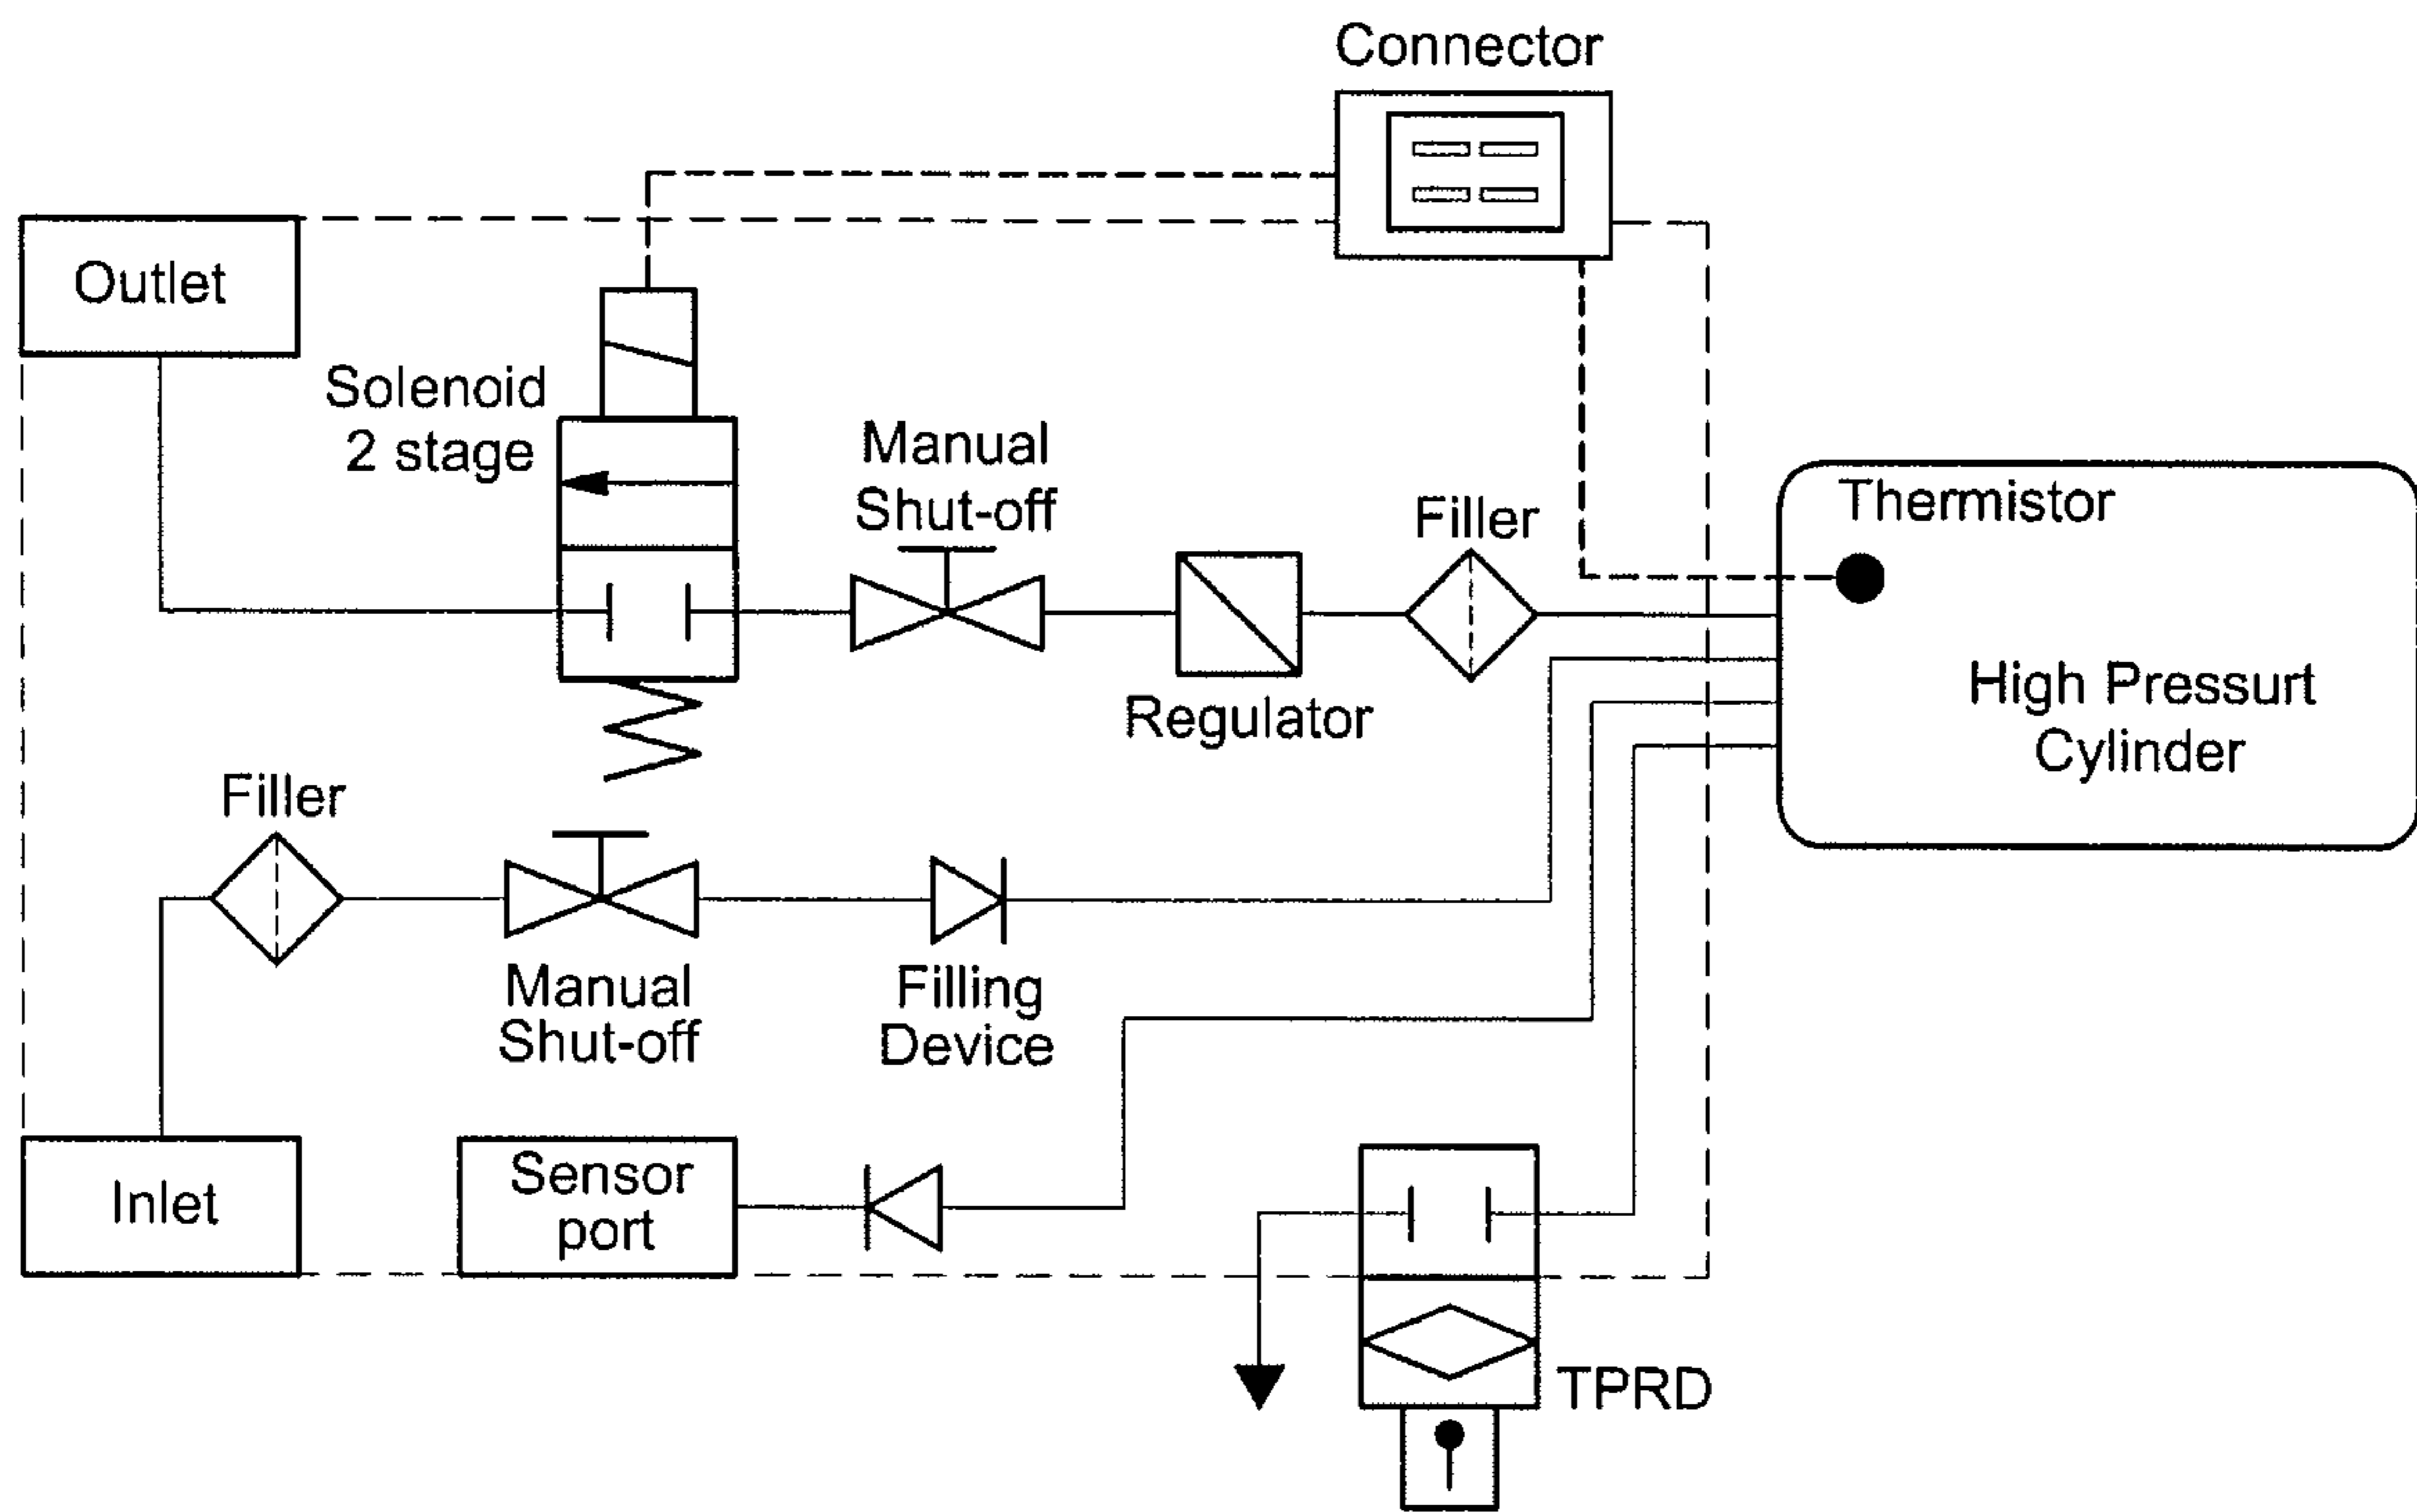 Connector
Outlet
Solenoid
2 stage
Manual
Shut-off
Filler
Thermistor
High Pressurt
Cylinder
Regulator
Filler
Manual
Shut-off
Filling
Device
Inlet
Sensor
port
TPRD